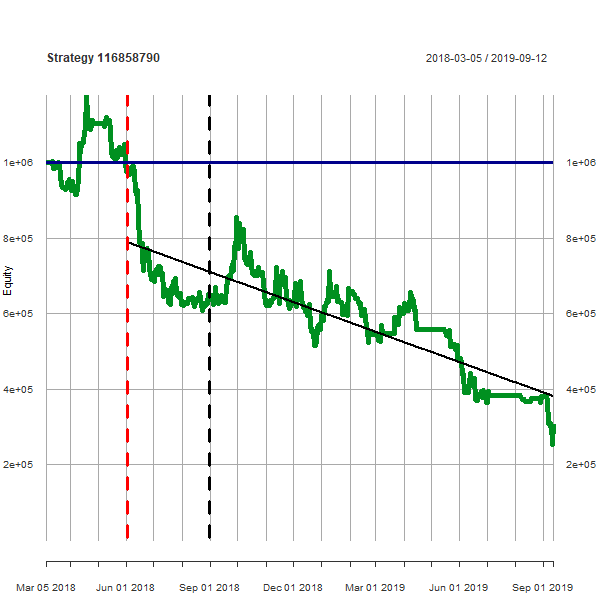 Strategy 116858790
2018-03-05 / 2019-09-12
1e+06
1e+06
8e+05
8e+05
Equity
6e+05
6e+05
4e+05
4e+05
2e+05
2e+05
Mar 05 2018
Jun 01 2018
Sep 01 2018
Dec 01 2018
Mar 01 2019
Jun 01 2019
Sep 01 2019